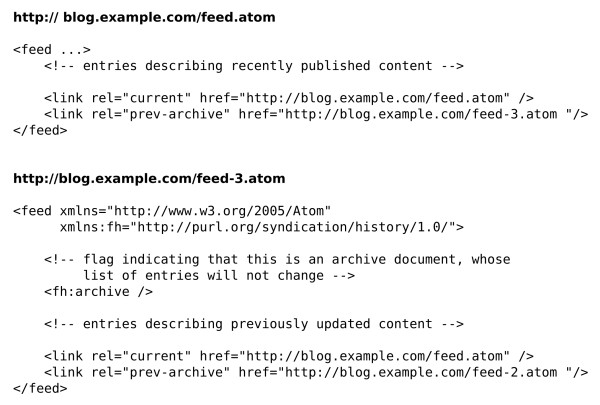 http:// blog.example.com/feed.atom
<feed ...>
    <!-- entries describing recently published content -->
    <link rel="current" href="http://blog.example.com/feed.atom" />
    <link rel="prev-archive" href="http://blog.example.com/feed-3.atom "/>
</feed>
http://blog.example.com/feed-3.atom
<feed xmlns="http://www.w3.org/2005/Atom"
      xmlns:fh="http://purl.org/syndication/history/1.0/">
    <!-- flag indicating that this is an archive document, whose
         list of entries will not change -->
    <fh:archive />
    <!-- entries describing previously updated content -->
    <link rel="current" href="http://blog.example.com/feed.atom" />
    <link rel="prev-archive" href="http://blog.example.com/feed-2.atom "/>
</feed>